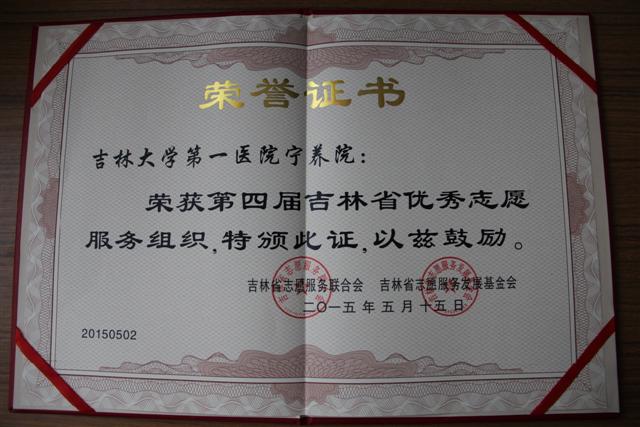 荣誉证书
吉林大学第一医院宁养院：
荣获第四届吉林省优秀志愿
服务组织,特颁此证,以兹鼓励。
吉林省志愿服务联合会 吉林省志愿服务发展基金会
二〇一五年五月十五日
20150502